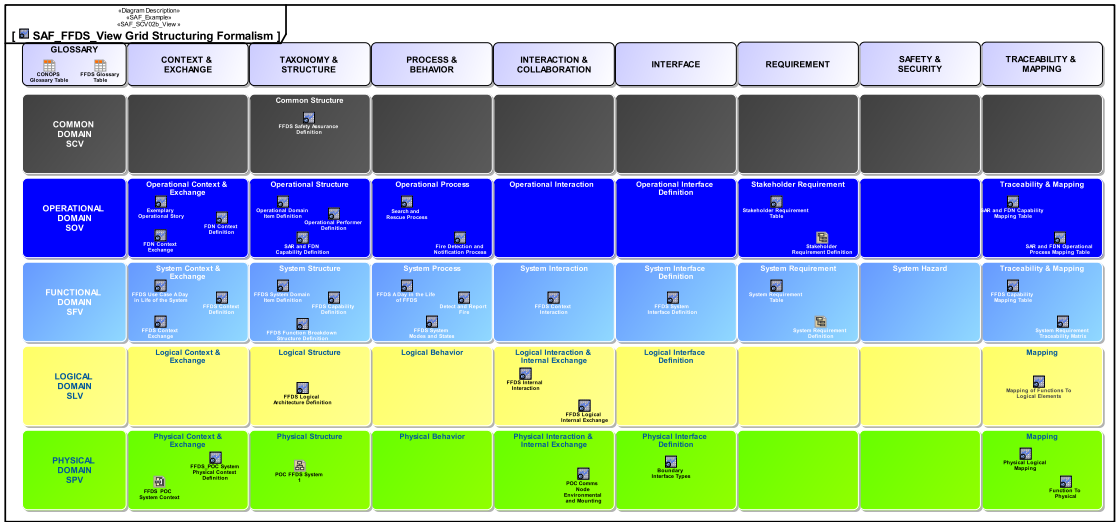 «Diagram Description»
«SAF_Example»
«SAF_SCV02b_View »
[ SAF_FFDS_View Grid Structuring Formalism ]
GLOSSARY
CONOPS
Glossary Table
FFDS Glossary
Table
CONTEXT &
EXCHANGE
TAXONOMY &
STRUCTURE
PROCESS &
BEHAVIOR
INTERACTION &
COLLABORATION
INTERFACE
REQUIREMENT
SAFETY &
SECURITY
TRACEABILITY &
MAPPING
COMMON
DOMAIN
SCV
Common Structure
FFDS Safety Assurance
Definition
OPERATIONAL
DOMAIN
SOV
Operational Context &
Exchange
Exemplary
Operational Story
FDN Context
Definition
FDN Context
Exchange
Operational Structure
Operational Domain
Item Definition
Operational Performer
Definition
SAR and FDN
Capability Definition
Operational Process
Search and
Rescue Process
Fire Detection and
Notification Process
Operational Interaction
Operational Interface
Definition
Stakeholder Requirement
Stakeholder Requirement
Table
Stakeholder
Requirement Definition
Traceability & Mapping
SAR and FDN Capability
Mapping Table
SAR and FDN Operational
Process Mapping Table
FUNCTIONAL
DOMAIN
SFV
System Context &
Exchange
FFDS Use Case A Day
in Life of the System
FFDS Context
Definition
FFDS Context
Exchange
System Structure
FFDS System Domain
Item Definition
FFDS Capability
Definition
FFDS Function Breakdown
Structure Definition
System Process
FFDS A Day in the Life
of FFDS
Detect and Report
Fire
FFDS System
Modes and States
System Interaction
FFDS Context
Interaction
System Interface
Definition
FFDS System
Interface Definition
System Requirement
System Requirement
Table
System Requirement
Definition
System Hazard
Traceability & Mapping
FFDS Capability
Mapping Table
System Requirement
Traceability Matrix
LOGICAL
DOMAIN
SLV
Logical Context &
Exchange
Logical Structure
FFDS Logical
Architecture Definition
Logical Behavior
Logical Interaction &
Internal Exchange
FFDS Internal
Interaction
FFDS Logical
Internal Exchange
Logical Interface
Definition
Mapping
Mapping of Functions To
Logical Elements
PHYSICAL
DOMAIN
SPV
Physical Context &
Exchange
FFDS_POC System
Physical Context
Definition
FFDS POC
System Context
Physical Structure
POC FFDS System
1
Physical Behavior
Physical Interaction &
Internal Exchange
POC Comms
Node
Environmental
and Mounting
Physical Interface
Definition
Boundary
Interface Types
Mapping
Physical Logical
Mapping
Function To
Physical